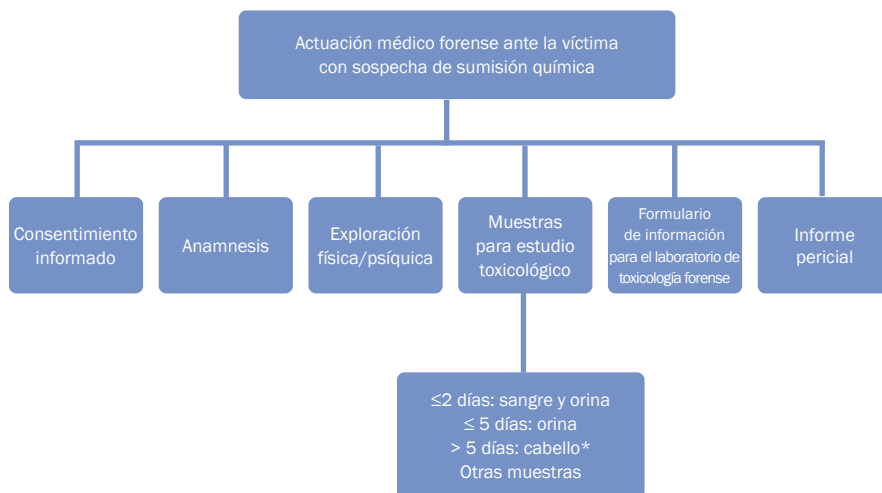 Actuación médico forense ante la víctima
con sospecha de sumisión química
Consentimiento
informado
Anamnesis
Exploración
física/psíquica
Muestras
para estudio
toxicológico
Formulario
de información
para el laboratorio de
toxicología forense
Informe
pericial
≤2 días: sangre y orina
≤ 5 días: orina
> 5 días: cabello*
Otras muestras